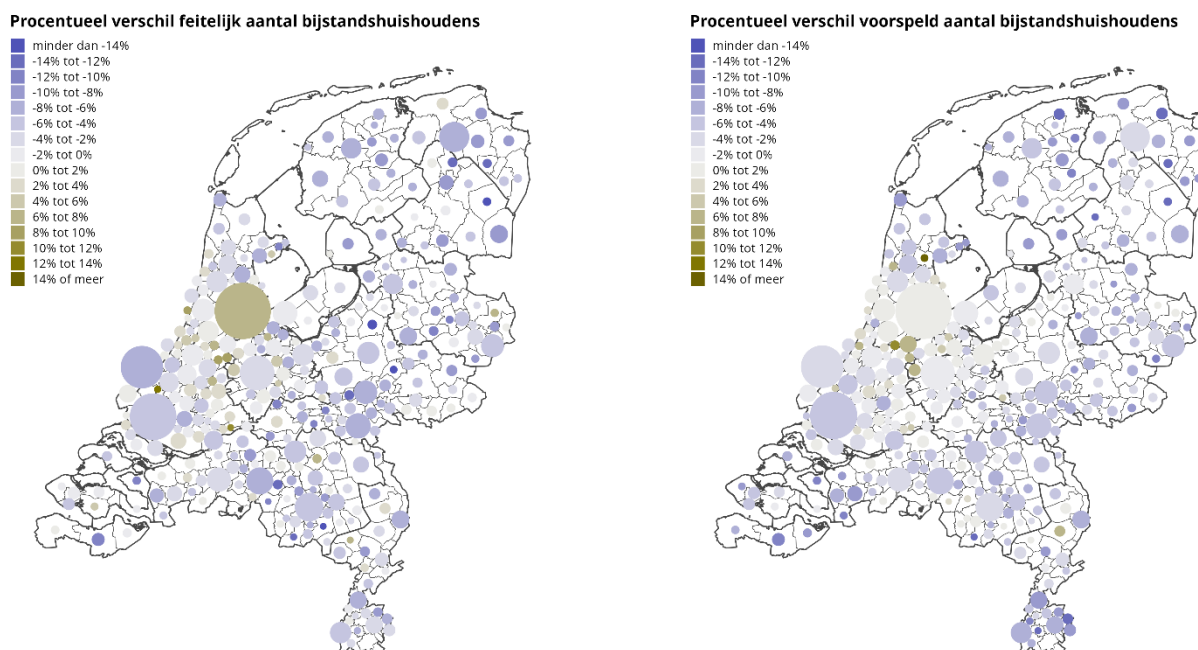 Procentueel verschil feitelijk aantal bijstandshuishoudens
minder dan -14%
-14% tot -12%
-12% tot -10%
-10% tot -8%
-8% tot -6%
-6% tot -4%
-4% tot -2%
-2% tot 0%
0% tot 2%
2% tot 4%
4% tot 6%
6% tot 8%
8% tot 10%
10% tot 12%
12% tot 14%
14% of meer
Procentueel verschil voorspeld aantal bijstandshuishoudens
minder dan -14%
-14% tot -12%
-12% tot -10%
-10% tot -8%
-8% tot -6%
-6% tot -4%
-4% tot -2%
-2% tot 0%
0% tot 2%
2% tot 4%
4% tot 6%
6% tot 8%
8% tot 10%
10% tot 12%
12% tot 14%
14% of meer